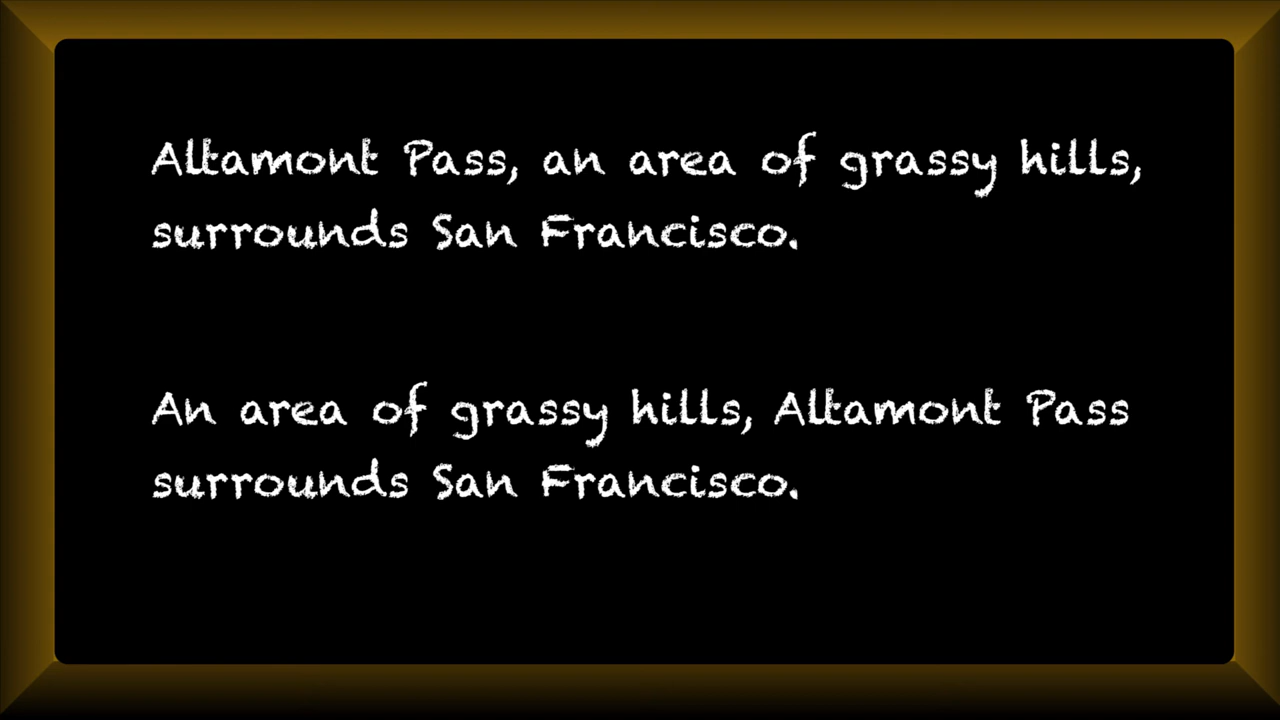 Altamont Pass, an area of grassy hills,
surrounds San Francisco.
An area of grassy hills, Altamont Pass
surrounds San Francisco.